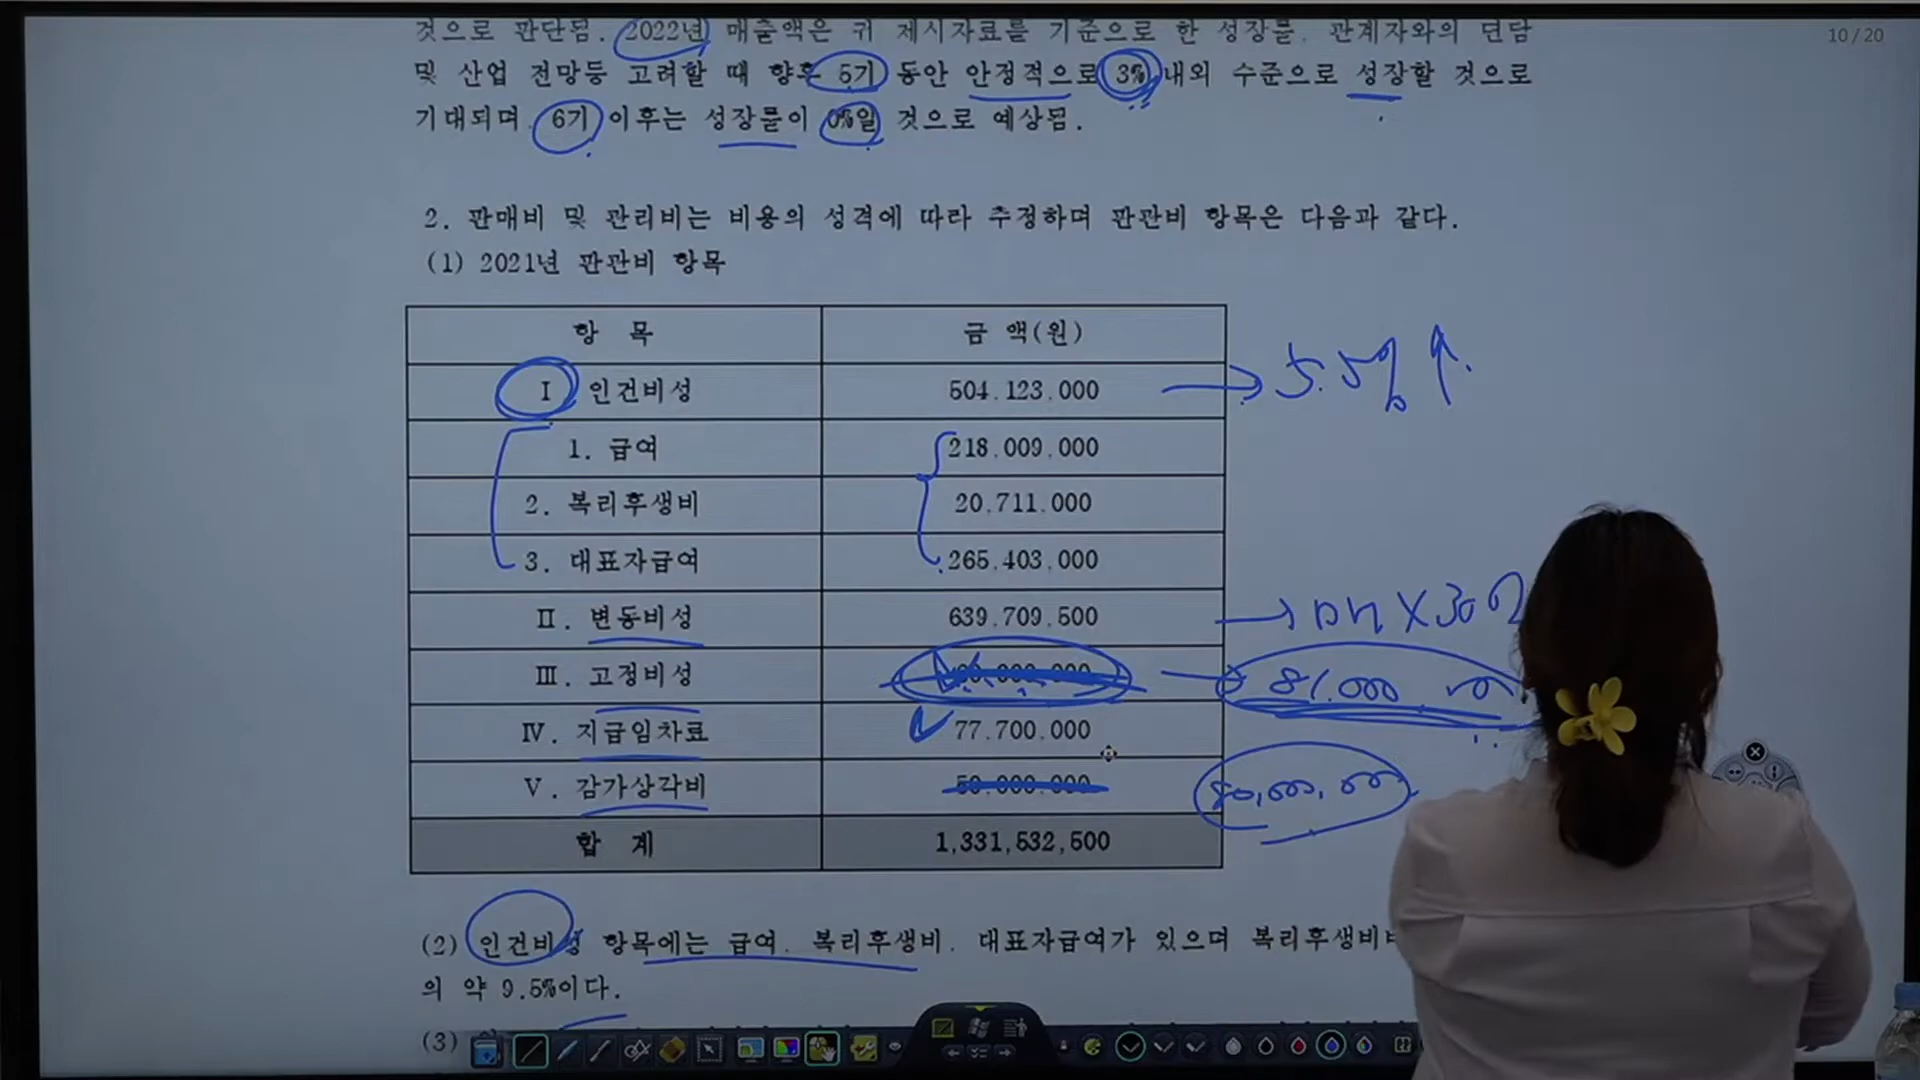 10 / 20
것으로 판단됨. 2022년 매출액은 귀 제시자료를 기준으로 한 성장률, 관계자와의 면담
및 산업 전망등 고려할 때 향후 5기 동안 안정적으로 3% 내외 수준으로 성장할 것으로
기대되며 6기 이후는 성장률이 0%일 것으로 예상됨.
2. 판매비 및 관리비는 비용의 성격에 따라 추정하며 판관비 항목은 다음과 같다.
(1) 2021년 판관비 항목
항 목 금 액(원)
I 인건비성 504,123,000 → 5.5% ↑
1. 급여 218,009,000
2. 복리후생비 20,711,000
3. 대표자급여 265,403,000
Ⅱ. 변동비성 639,709,500 →
Ⅲ. 고정비성 → 81,000
Ⅳ. 지급임차료 77,700,000
Ⅴ. 감가상각비 50,000,000 80,000,000
합 계 1,331,532,500
(2) 인건비성 항목에는 급여, 복리후생비, 대표자급여가 있으며 복리후생비
의 약 9.5%이다.
(3)